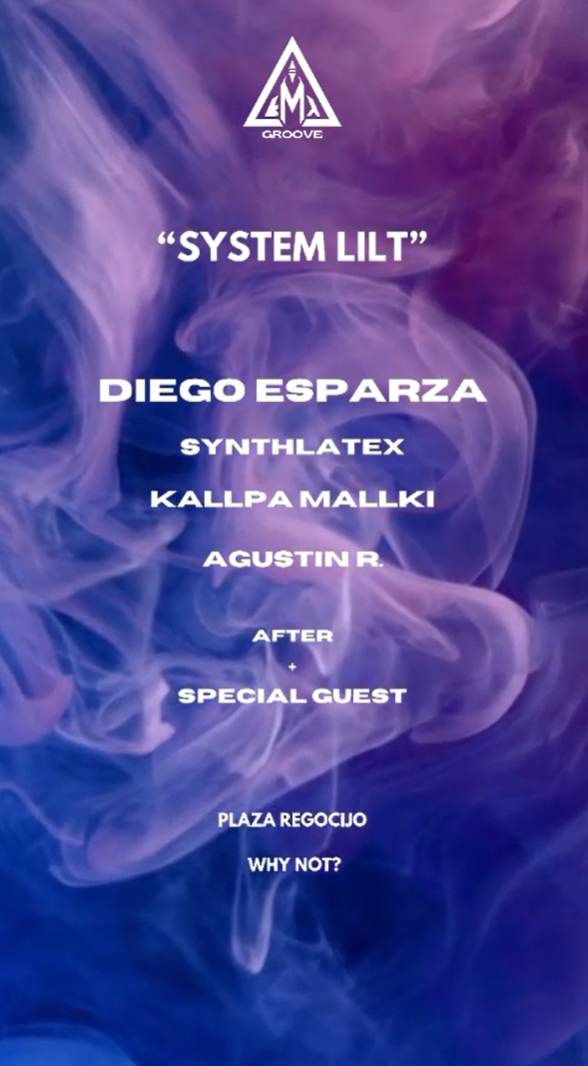 GROOVE
“SYSTEM LILT”
DIEGO ESPARZA
SYNTHLATEX
KALLPA MALLKI
AGUSTIN R.
AFTER
+
SPECIAL GUEST
PLAZA REGOCIJO
WHY NOT?